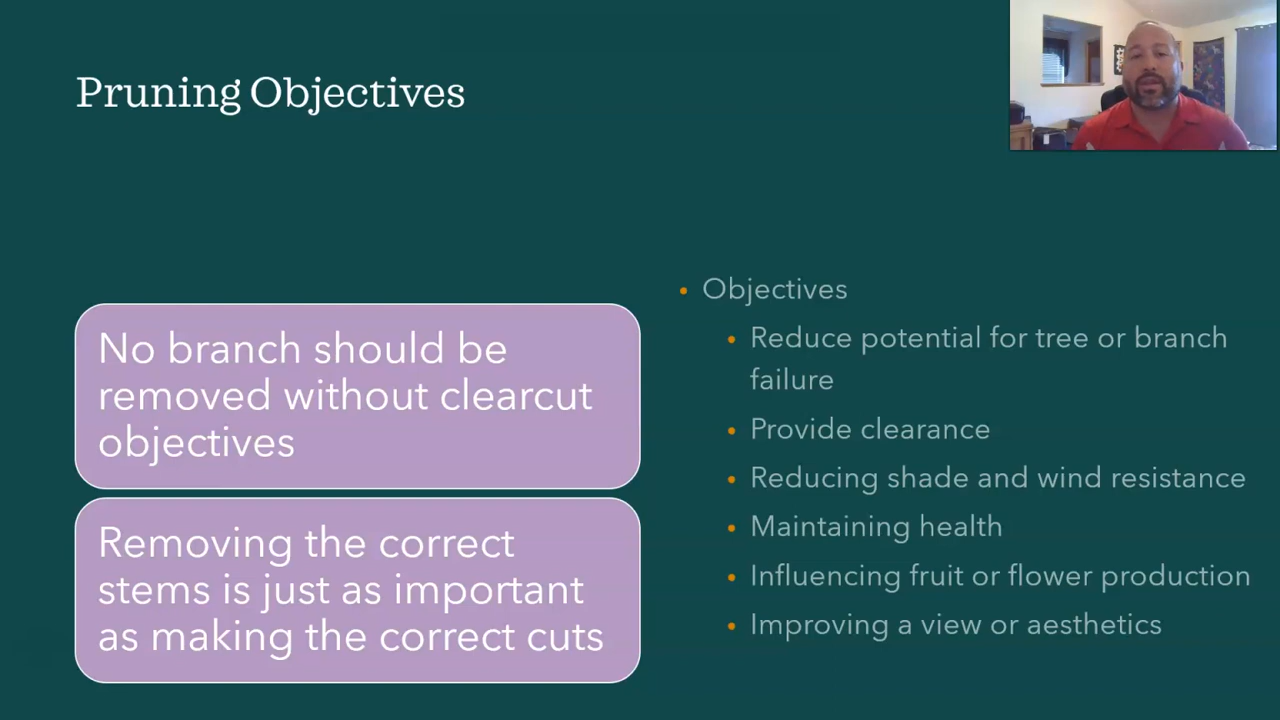 Pruning Objectives
No branch should be
removed without clearcut
objectives
Removing the correct
stems is just as important
as making the correct cuts
• Objectives
• Reduce potential for tree or branch
failure
• Provide clearance
• Reducing shade and wind resistance
• Maintaining health
• Influencing fruit or flower production
• Improving a view or aesthetics